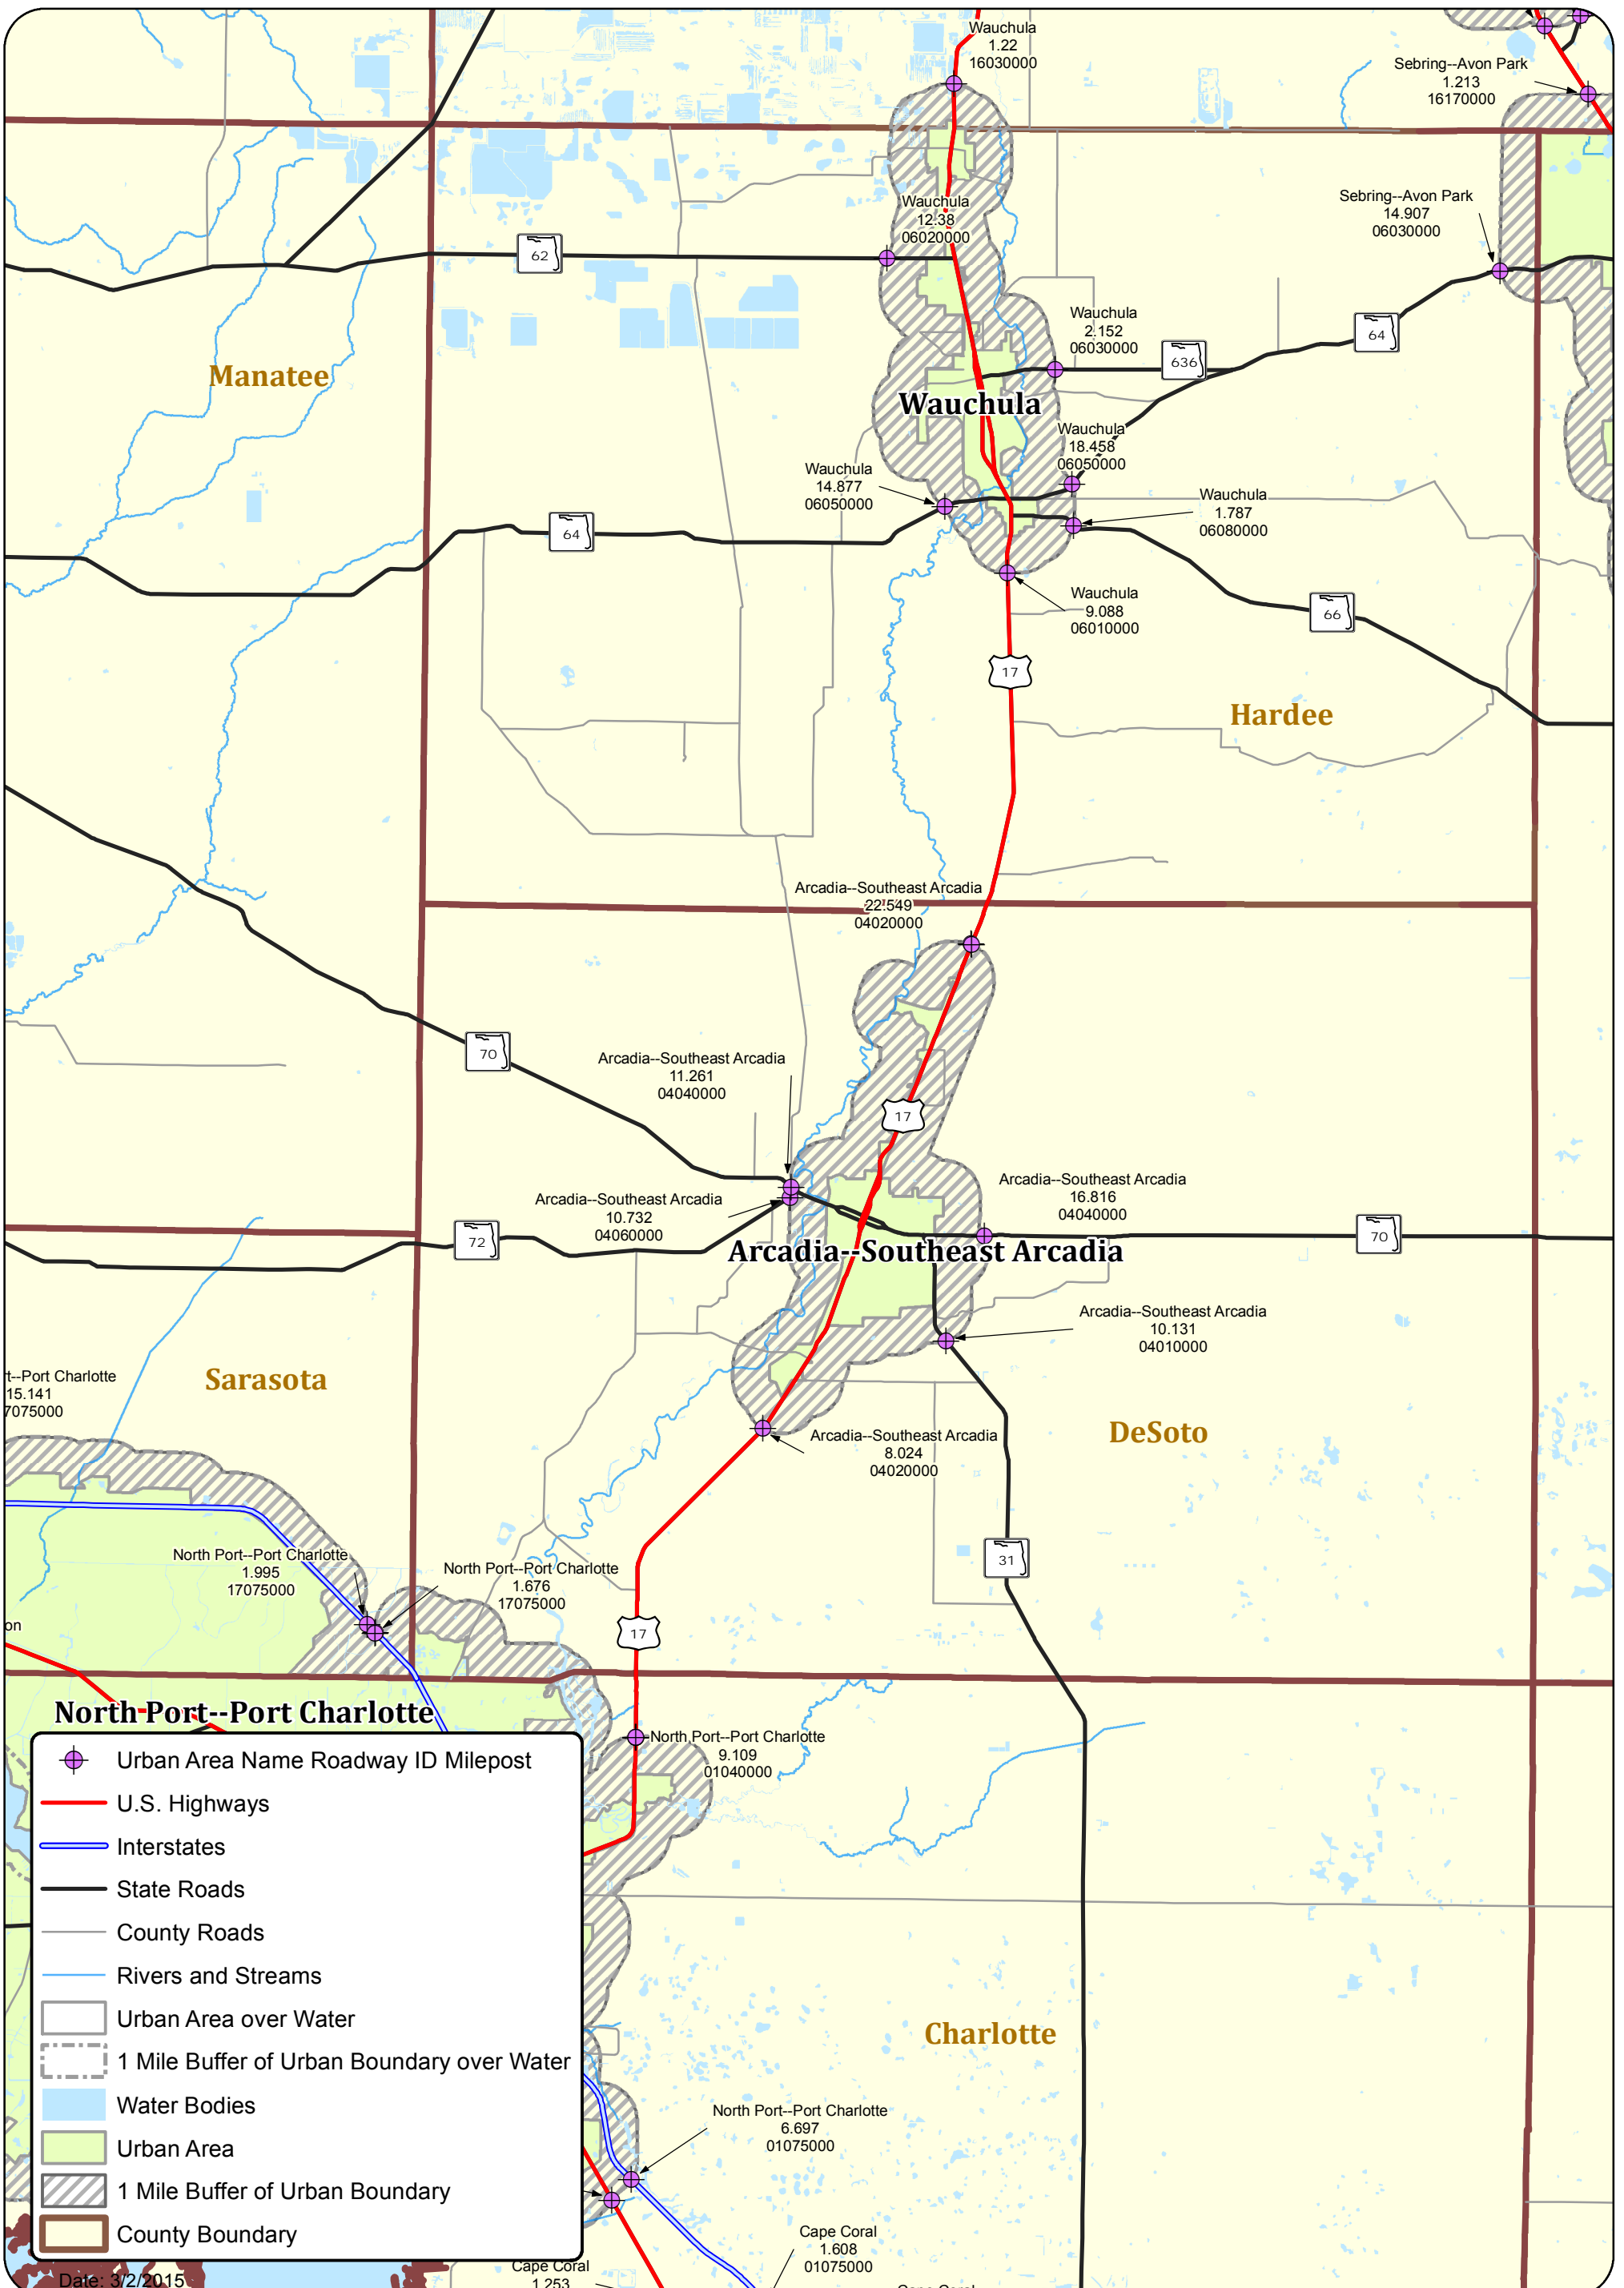 Wauchula
1.22
16030000
Sebring--Avon Park
1.213
16170000
Wauchula
12.38
06020000
Sebring--Avon Park
14.907
06030000
62
Wauchula
2.152
06030000
64
636
Manatee
Wauchula
Wauchula
18.458
06050000
Wauchula
14.877
06050000
Wauchula
1.787
06080000
64
Wauchula
9.088
06010000
66
17
Hardee
Arcadia--Southeast Arcadia
22.549
04020000
70
Arcadia--Southeast Arcadia
11.261
04040000
17
Arcadia--Southeast Arcadia
16.816
04040000
Arcadia--Southeast Arcadia
10.732
04060000
72
70
Arcadia--Southeast Arcadia
Arcadia--Southeast Arcadia
10.131
04010000
Sarasota
t--Port Charlotte
15.141
7075000
DeSoto
Arcadia--Southeast Arcadia
8.024
04020000
North Port--Port Charlotte
1.995
17075000
North Port--Port Charlotte
1.676
17075000
31
on
17
North Port--Port Charlotte
North Port--Port Charlotte
9.109
01040000
Urban Area Name Roadway ID Milepost
U.S. Highways
Interstates
State Roads
County Roads
Rivers and Streams
Urban Area over Water
1 Mile Buffer of Urban Boundary over Water
Water Bodies
Urban Area
1 Mile Buffer of Urban Boundary
County Boundary
Charlotte
North Port--Port Charlotte
6.697
01075000
Cape Coral
1.608
01075000
Cape Coral
1.253
Cape Coral
Date: 3/2/2015